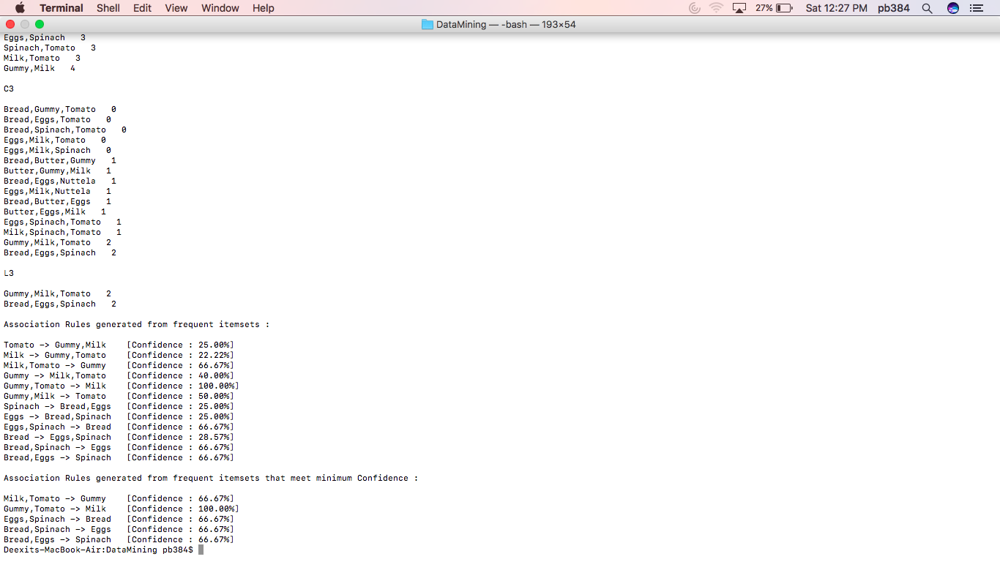 Terminal Shell Edit View Window Help 27% Sat 12:27 PM pb384
DataMining — -bash — 193×54
Eggs,Spinach 3
Spinach,Tomato 3
Milk,Tomato 3
Gummy,Milk 4
C3
Bread,Gummy,Tomato 0
Bread,Eggs,Tomato 0
Bread,Spinach,Tomato 0
Eggs,Milk,Tomato 0
Eggs,Milk,Spinach 0
Bread,Butter,Gummy 1
Butter,Gummy,Milk 1
Bread,Eggs,Nuttela 1
Eggs,Milk,Nuttela 1
Bread,Butter,Eggs 1
Butter,Eggs,Milk 1
Eggs,Spinach,Tomato 1
Milk,Spinach,Tomato 1
Gummy,Milk,Tomato 2
Bread,Eggs,Spinach 2
L3
Gummy,Milk,Tomato 2
Bread,Eggs,Spinach 2
Association Rules generated from frequent itemsets :
Tomato -> Gummy,Milk [Confidence : 25.00%]
Milk -> Gummy,Tomato [Confidence : 22.22%]
Milk,Tomato -> Gummy [Confidence : 66.67%]
Gummy -> Milk,Tomato [Confidence : 40.00%]
Gummy,Tomato -> Milk [Confidence : 100.00%]
Gummy,Milk -> Tomato [Confidence : 50.00%]
Spinach -> Bread,Eggs [Confidence : 25.00%]
Eggs -> Bread,Spinach [Confidence : 25.00%]
Eggs,Spinach -> Bread [Confidence : 66.67%]
Bread -> Eggs,Spinach [Confidence : 28.57%]
Bread,Spinach -> Eggs [Confidence : 66.67%]
Bread,Eggs -> Spinach [Confidence : 66.67%]
Association Rules generated from frequent itemsets that meet minimum Confidence :
Milk,Tomato -> Gummy [Confidence : 66.67%]
Gummy,Tomato -> Milk [Confidence : 100.00%]
Eggs,Spinach -> Bread [Confidence : 66.67%]
Bread,Spinach -> Eggs [Confidence : 66.67%]
Bread,Eggs -> Spinach [Confidence : 66.67%]
Deexits-MacBook-Air:DataMining pb384$